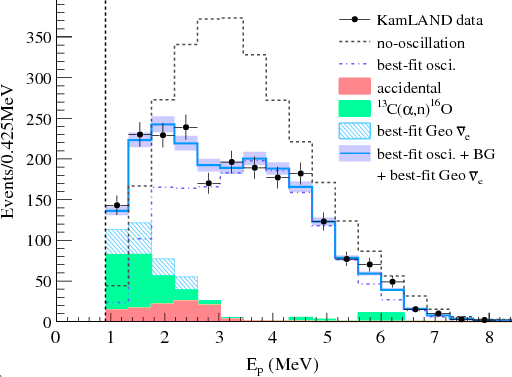 350
300
250
200
150
100
50
0
Events/0.425MeV
KamLAND data
no-oscillation
best-fit osci.
accidental
¹³C(α,n)¹⁶O
best-fit Geo ν̄ₑ
best-fit osci. + BG
+ best-fit Geo ν̄ₑ
0 1 2 3 4 5 6 7 8
Eₚ (MeV)